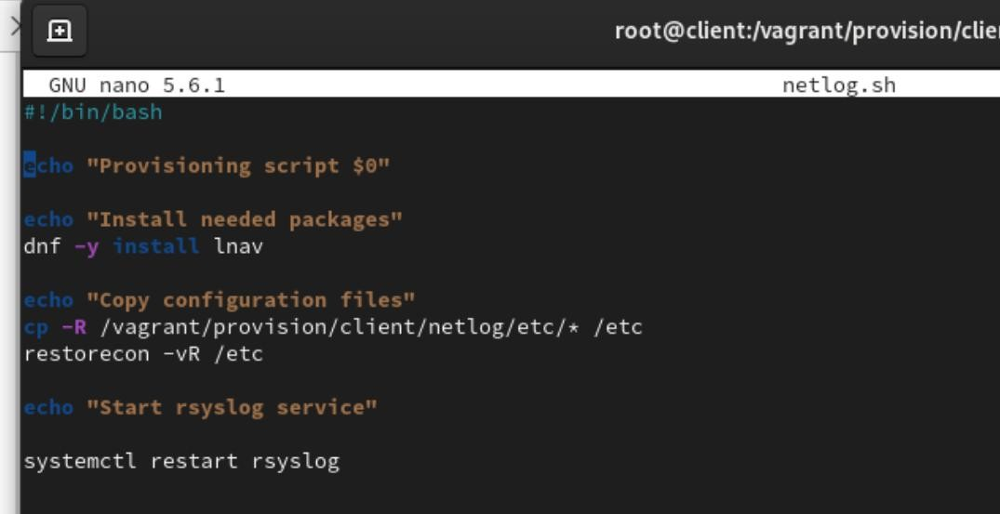 root@client:/vagrant/provision/clie
GNU nano 5.6.1 netlog.sh
#!/bin/bash
echo "Provisioning script $0"
echo "Install needed packages"
dnf -y install lnav
echo "Copy configuration files"
cp -R /vagrant/provision/client/netlog/etc/* /etc
restorecon -vR /etc
echo "Start rsyslog service"
systemctl restart rsyslog